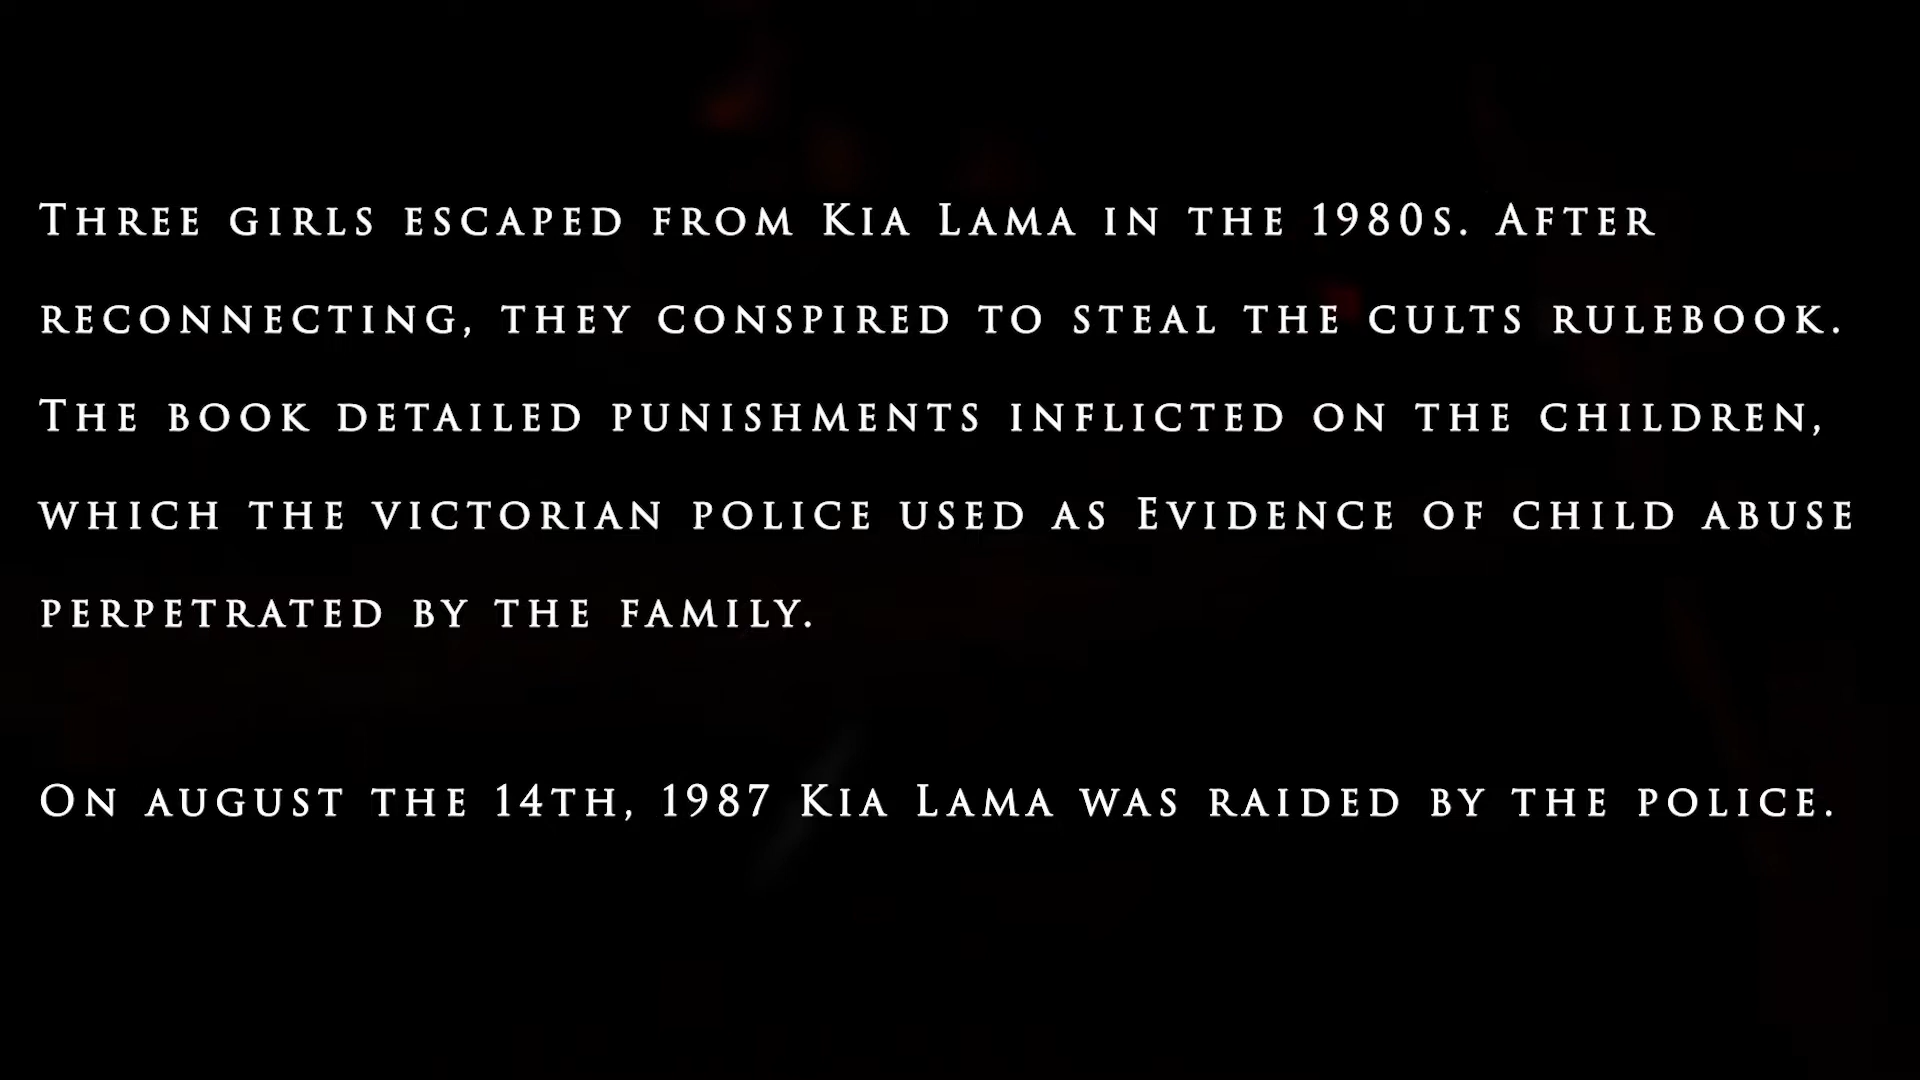 Three girls escaped from Kia Lama in the 1980s. After
reconnecting, they conspired to steal the cults rulebook.
The book detailed punishments inflicted on the children,
which the victorian police used as Evidence of child abuse
perpetrated by the family.
On august the 14th, 1987 Kia Lama was raided by the police.